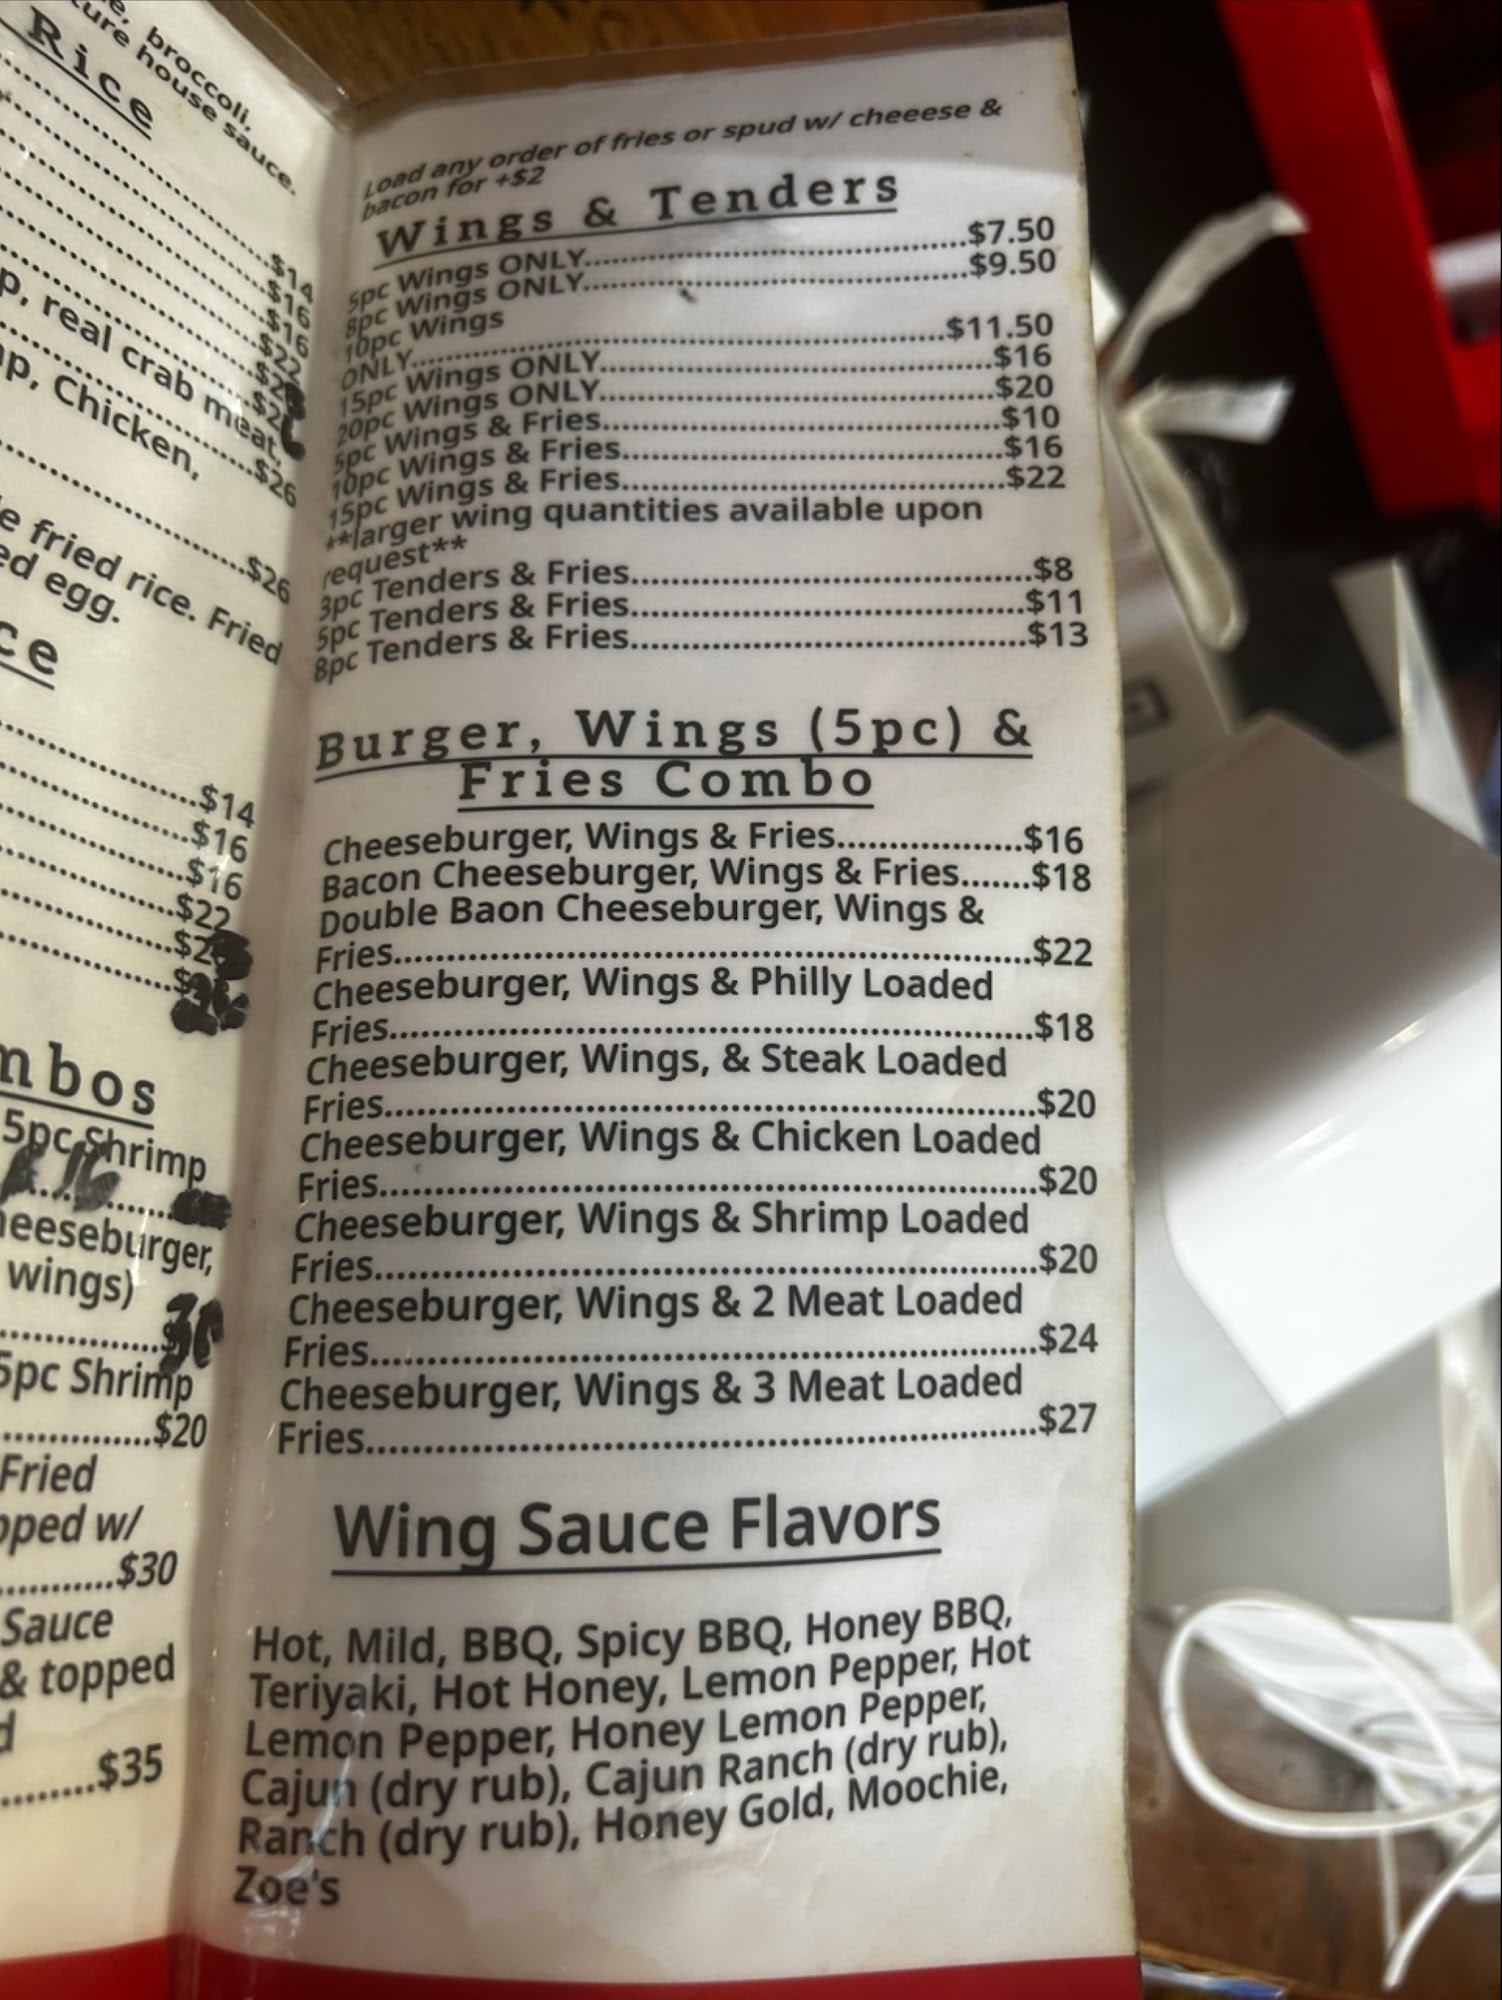 broccoli,
ture house sauce.
Rice
$14
$16
$16
$22
p, real crab meat,
$26
Chicken,
$26
e fried rice. Fried
ed egg.
ce
$14
$16
$16
$22
mbos
5pc Shrimp
16
heeseburger,
wings)
30
5pc Shrimp
$20
Fried
pped w/
$30
Sauce
& topped
d
$35
Load any order of fries or spud w/ cheeese &
bacon for +$2
Wings & Tenders
5pc Wings ONLY $7.50
8pc Wings ONLY $9.50
10pc Wings
ONLY $11.50
15pc Wings ONLY $16
20pc Wings ONLY $20
5pc Wings & Fries $10
10pc Wings & Fries $16
15pc Wings & Fries $22
**larger wing quantities available upon
request**
3pc Tenders & Fries $8
5pc Tenders & Fries $11
8pc Tenders & Fries $13
Burger, Wings (5pc) &
Fries Combo
Cheeseburger, Wings & Fries $16
Bacon Cheeseburger, Wings & Fries $18
Double Baon Cheeseburger, Wings &
Fries $22
Cheeseburger, Wings & Philly Loaded
Fries $18
Cheeseburger, Wings, & Steak Loaded
Fries $20
Cheeseburger, Wings & Chicken Loaded
Fries $20
Cheeseburger, Wings & Shrimp Loaded
Fries $20
Cheeseburger, Wings & 2 Meat Loaded
Fries $24
Cheeseburger, Wings & 3 Meat Loaded
Fries $27
Wing Sauce Flavors
Hot, Mild, BBQ, Spicy BBQ, Honey BBQ,
Teriyaki, Hot Honey, Lemon Pepper, Hot
Lemon Pepper, Honey Lemon Pepper,
Cajun (dry rub), Cajun Ranch (dry rub),
Ranch (dry rub), Honey Gold, Moochie,
Zoe's